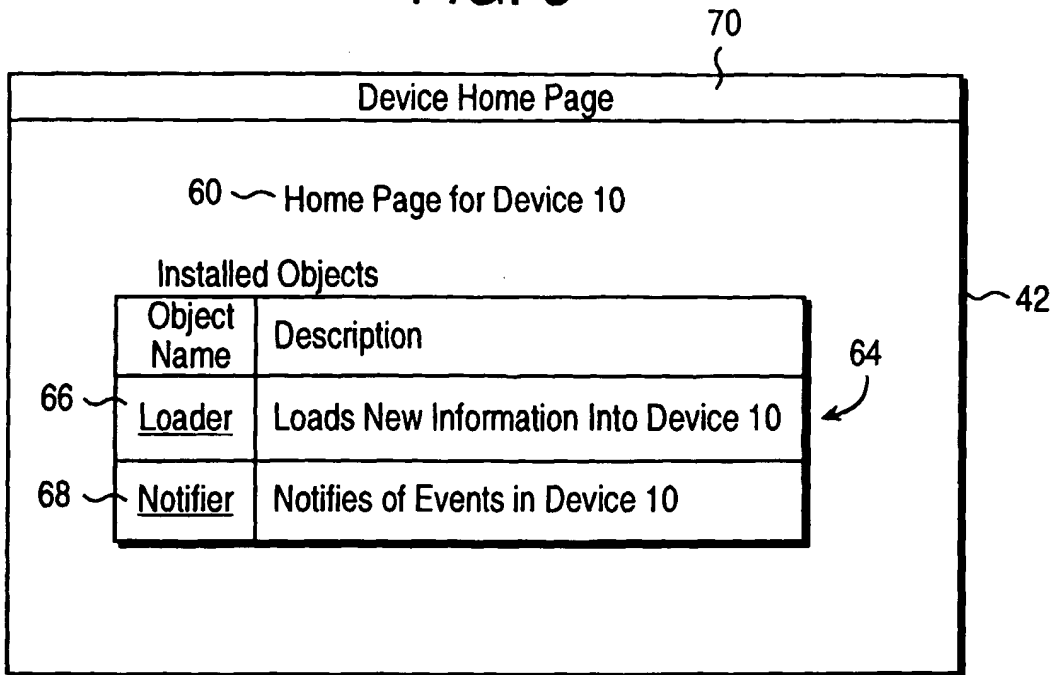 70
Device Home Page
60 Home Page for Device 10
Installed Objects
Object Name Description
42
64
66 Loader Loads New Information Into Device 10
68 Notifier Notifies of Events in Device 10